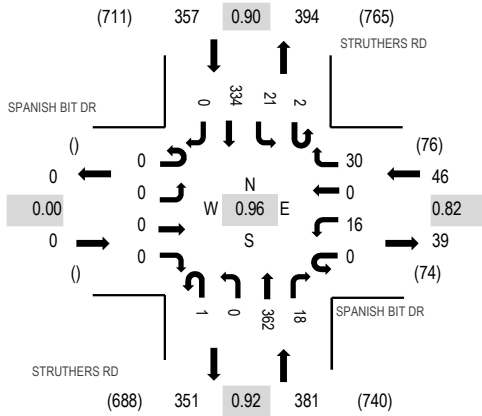 (711) 357 0.90 394 (765)
STRUTHERS RD
0 334 21 2
SPANISH BIT DR
() (76)
0 0 30 46
0.00 0 N 0 0.82
W 0.96 E
0 0 S 16 39
0 0
() (74)
1 0 362 18
SPANISH BIT DR
STRUTHERS RD
(688) 351 0.92 381 (740)